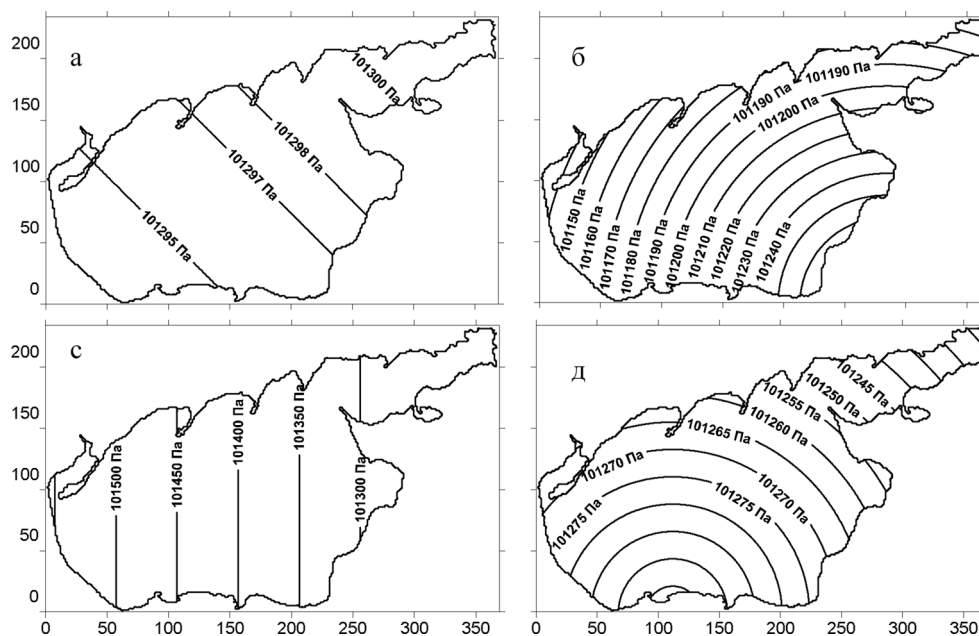 а
200
150
100
50
0
101300 Па
101298 Па
101297 Па
101295 Па
б
101190 Па
101190 Па
101200 Па
101150 Па
101160 Па
101170 Па
101180 Па
101190 Па
101200 Па
101210 Па
101220 Па
101230 Па
101240 Па
с
200
150
100
50
0
101500 Па
101450 Па
101400 Па
101350 Па
101300 Па
0 50 100 150 200 250 300 350
д
101245 Па
101250 Па
101255 Па
101260 Па
101265 Па
101270 Па
101270 Па
101275 Па
101275 Па
0 50 100 150 200 250 300 350